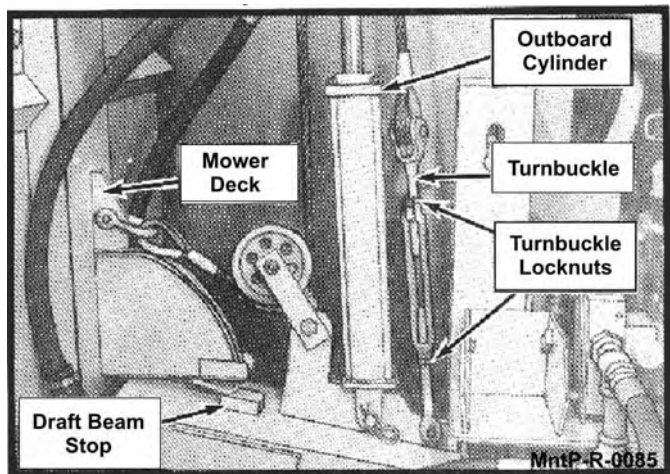 Outboard
Cylinder
Mower
Deck
Turnbuckle
Turnbuckle
Locknuts
Draft Beam
Stop
MntP-R-0085